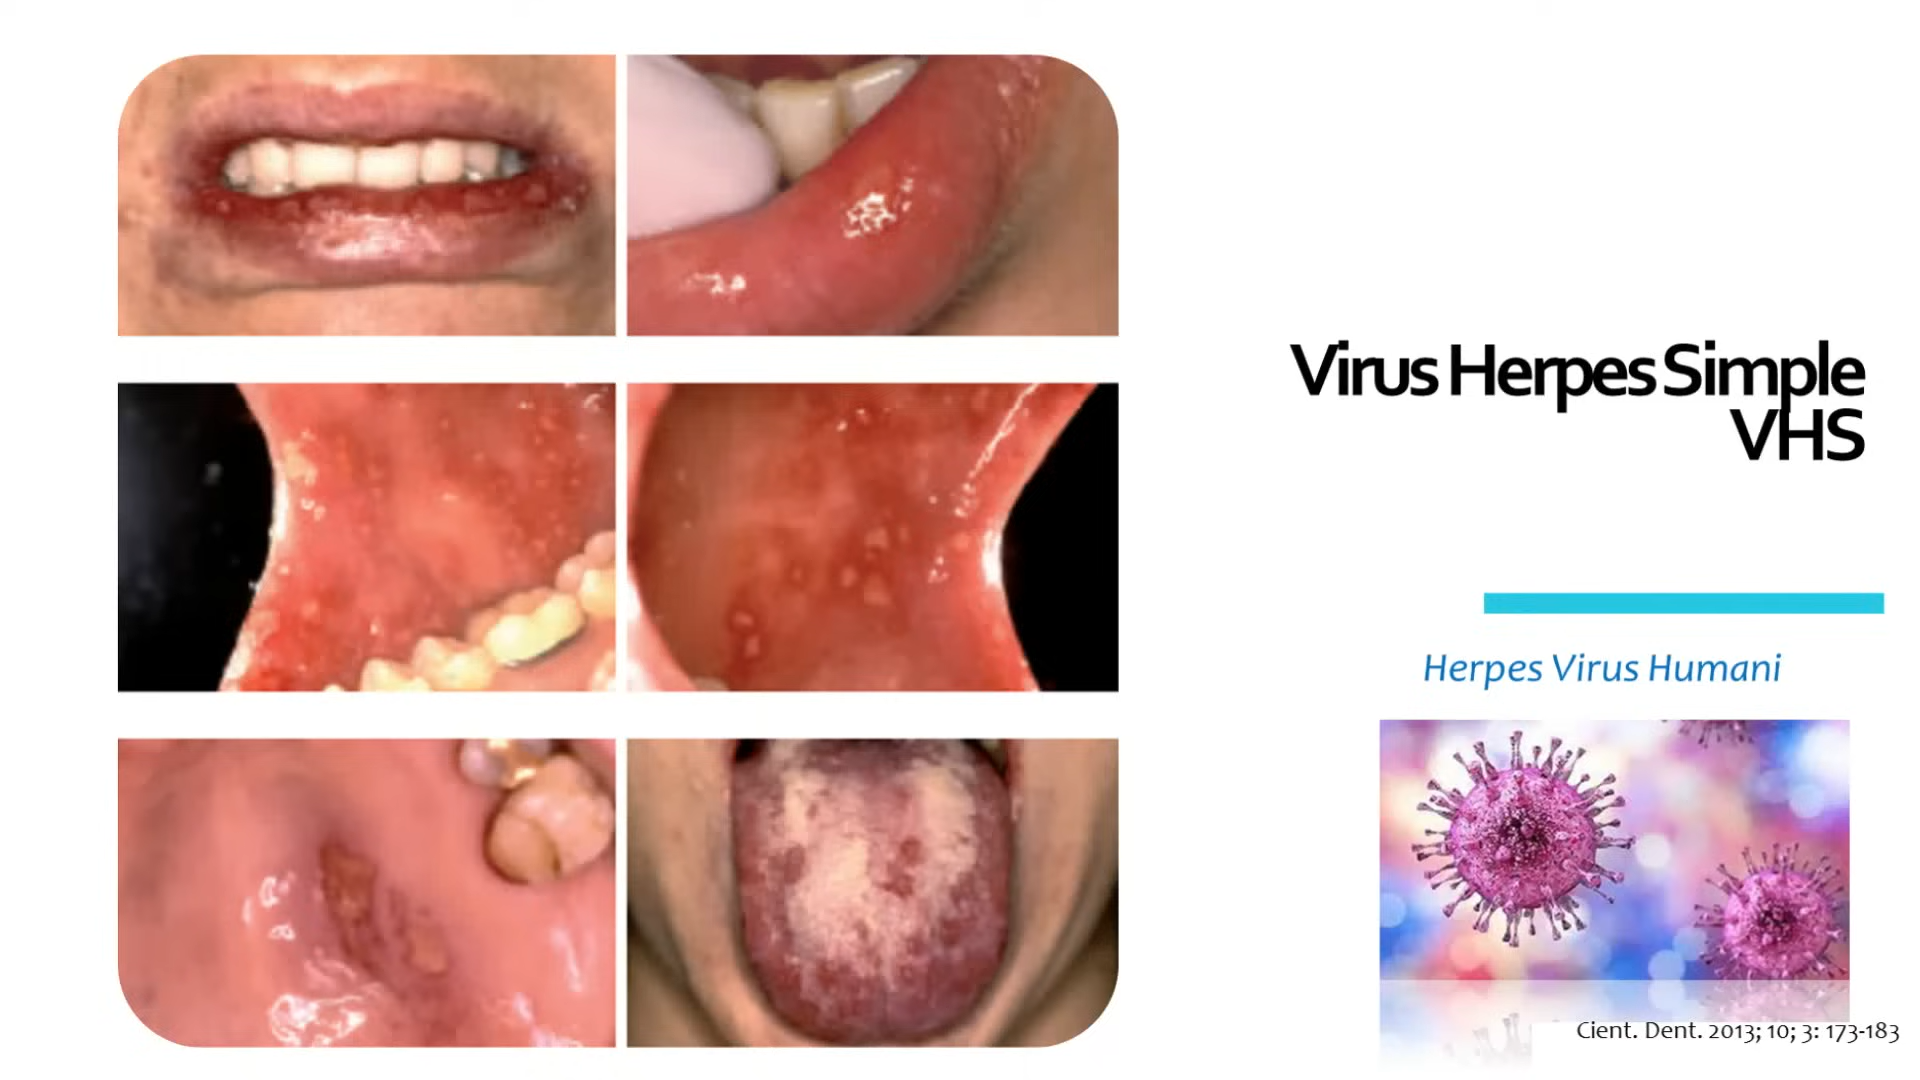 Virus Herpes Simple
VHS
Herpes Virus Humani
Cient. Dent. 2013; 10; 3: 173-183